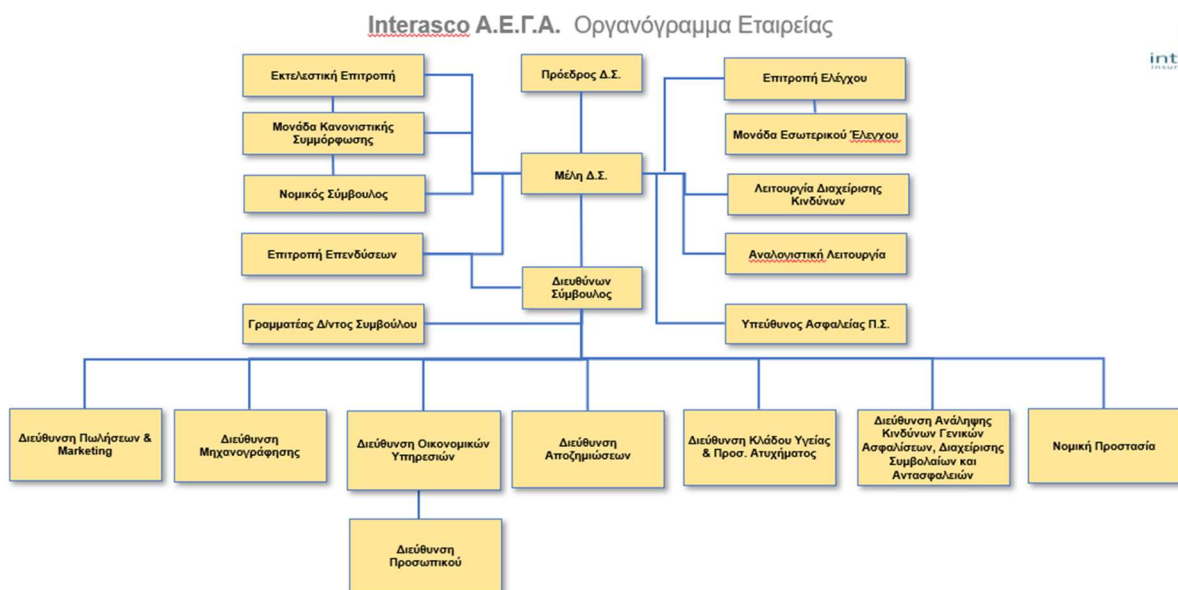 Interasco Α.Ε.Γ.Α. Οργανόγραμμα Εταιρείας
Εκτελεστική Επιτροπή
Πρόεδρος Δ.Σ.
Επιτροπή Ελέγχου
Μονάδα Κανονιστικής
Συμμόρφωσης
Μονάδα Εσωτερικού Έλεγχου
Μέλη Δ.Σ.
Νομικός Σύμβουλος
Λειτουργία Διαχείρισης
Κινδύνων
Επιτροπή Επενδύσεων
Αναλογιστική Λειτουργία
Διευθύνων
Σύμβουλος
Γραμματέας Δ/ντος Συμβούλου
Υπεύθυνος Ασφαλείας Π.Σ.
Διεύθυνση Πωλήσεων &
Marketing
Διεύθυνση
Μηχανογράφησης
Διεύθυνση Οικονομικών
Υπηρεσιών
Διεύθυνση
Αποζημιώσεων
Διεύθυνση Κλάδου Υγείας
& Προσ. Ατυχήματος
Διεύθυνση Ανάληψης
Κινδύνων Γενικών
Ασφαλίσεων, Διαχείρισης
Συμβολαίων και
Αντασφαλειών
Νομική Προστασία
Διεύθυνση
Προσωπικού